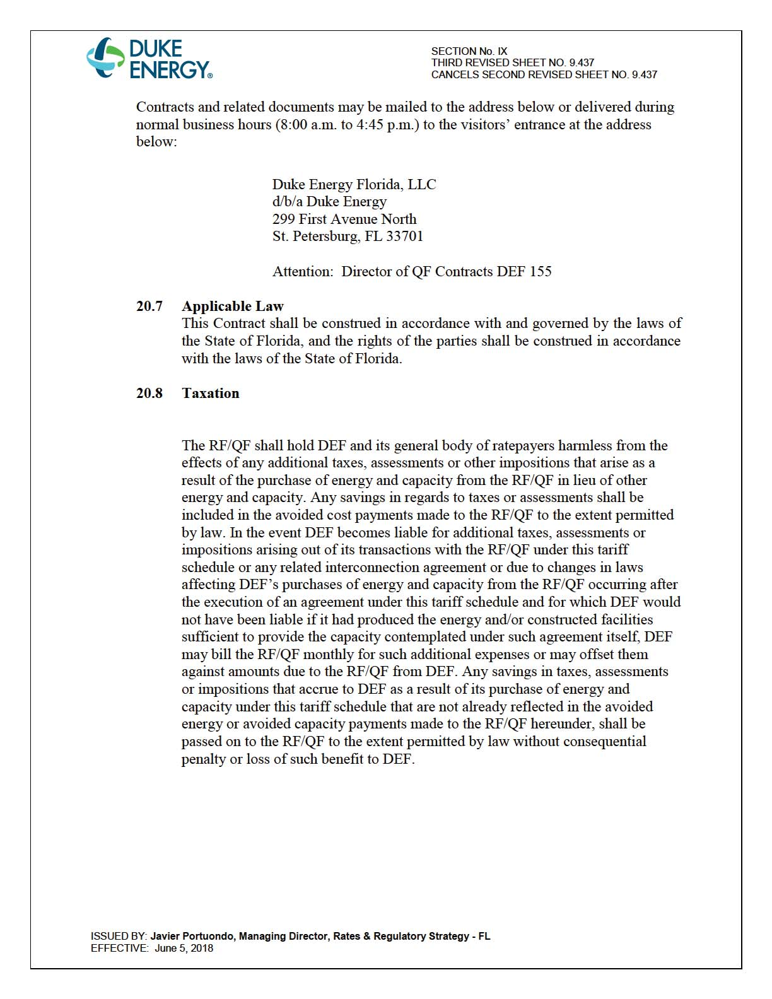 DUKE
ENERGY®
SECTION No. IX
THIRD REVISED SHEET NO. 9.437
CANCELS SECOND REVISED SHEET NO. 9.437
Contracts and related documents may be mailed to the address below or delivered during
normal business hours (8:00 a.m. to 4:45 p.m.) to the visitors’ entrance at the address
below:
Duke Energy Florida, LLC
d/b/a Duke Energy
299 First Avenue North
St. Petersburg, FL 33701
Attention:  Director of QF Contracts DEF 155
20.7 Applicable Law
This Contract shall be construed in accordance with and governed by the laws of
the State of Florida, and the rights of the parties shall be construed in accordance
with the laws of the State of Florida.
20.8 Taxation
The RF/QF shall hold DEF and its general body of ratepayers harmless from the
effects of any additional taxes, assessments or other impositions that arise as a
result of the purchase of energy and capacity from the RF/QF in lieu of other
energy and capacity. Any savings in regards to taxes or assessments shall be
included in the avoided cost payments made to the RF/QF to the extent permitted
by law. In the event DEF becomes liable for additional taxes, assessments or
impositions arising out of its transactions with the RF/QF under this tariff
schedule or any related interconnection agreement or due to changes in laws
affecting DEF’s purchases of energy and capacity from the RF/QF occurring after
the execution of an agreement under this tariff schedule and for which DEF would
not have been liable if it had produced the energy and/or constructed facilities
sufficient to provide the capacity contemplated under such agreement itself, DEF
may bill the RF/QF monthly for such additional expenses or may offset them
against amounts due to the RF/QF from DEF. Any savings in taxes, assessments
or impositions that accrue to DEF as a result of its purchase of energy and
capacity under this tariff schedule that are not already reflected in the avoided
energy or avoided capacity payments made to the RF/QF hereunder, shall be
passed on to the RF/QF to the extent permitted by law without consequential
penalty or loss of such benefit to DEF.
ISSUED BY: Javier Portuondo, Managing Director, Rates & Regulatory Strategy - FL
EFFECTIVE:  June 5, 2018